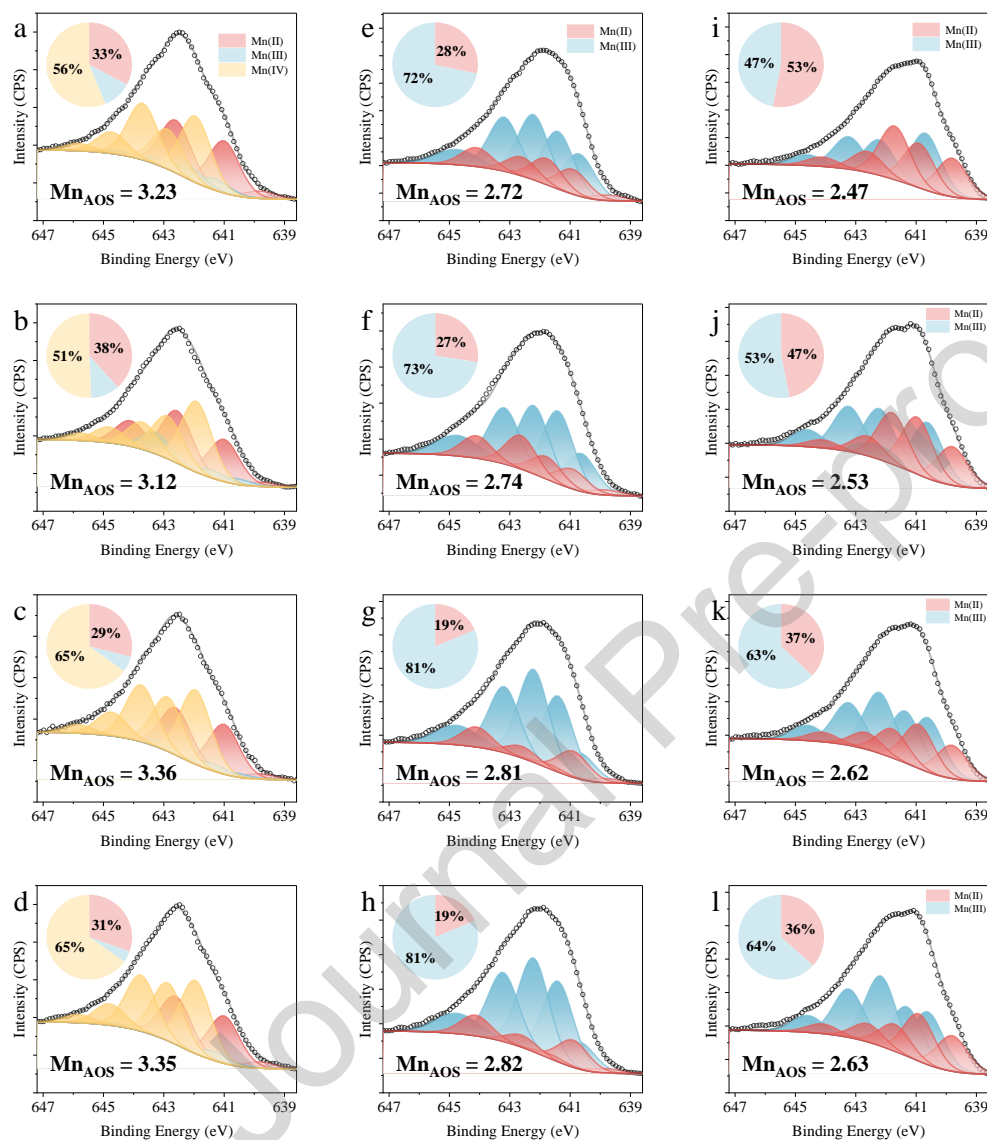 a
33%
56%
Mn(II)
Mn(III)
Mn(IV)
Intensity (CPS)
Mn_AOS = 3.23
647 645 643 641 639
Binding Energy (eV)
e
28%
72%
Mn(II)
Mn(III)
Intensity (CPS)
Mn_AOS = 2.72
647 645 643 641 639
Binding Energy (eV)
i
47% 53%
Mn(II)
Mn(III)
Intensity (CPS)
Mn_AOS = 2.47
647 645 643 641 639
Binding Energy (eV)
b
51% 38%
Intensity (CPS)
Mn_AOS = 3.12
647 645 643 641 639
Binding Energy (eV)
f
27%
73%
Intensity (CPS)
Mn_AOS = 2.74
647 645 643 641 639
Binding Energy (eV)
j
53% 47%
Mn(II)
Mn(III)
Intensity (CPS)
Mn_AOS = 2.53
647 645 643 641 639
Binding Energy (eV)
c
29%
65%
Intensity (CPS)
Mn_AOS = 3.36
647 645 643 641 639
Binding Energy (eV)
g
19%
81%
Intensity (CPS)
Mn_AOS = 2.81
647 645 643 641 639
Binding Energy (eV)
k
37%
63%
Mn(II)
Mn(III)
Intensity (CPS)
Mn_AOS = 2.62
647 645 643 641 639
Binding Energy (eV)
d
31%
65%
Intensity (CPS)
Mn_AOS = 3.35
647 645 643 641 639
Binding Energy (eV)
h
19%
81%
Intensity (CPS)
Mn_AOS = 2.82
647 645 643 641 639
Binding Energy (eV)
l
36%
64%
Mn(II)
Mn(III)
Intensity (CPS)
Mn_AOS = 2.63
647 645 643 641 639
Binding Energy (eV)
Journal Pre-pro